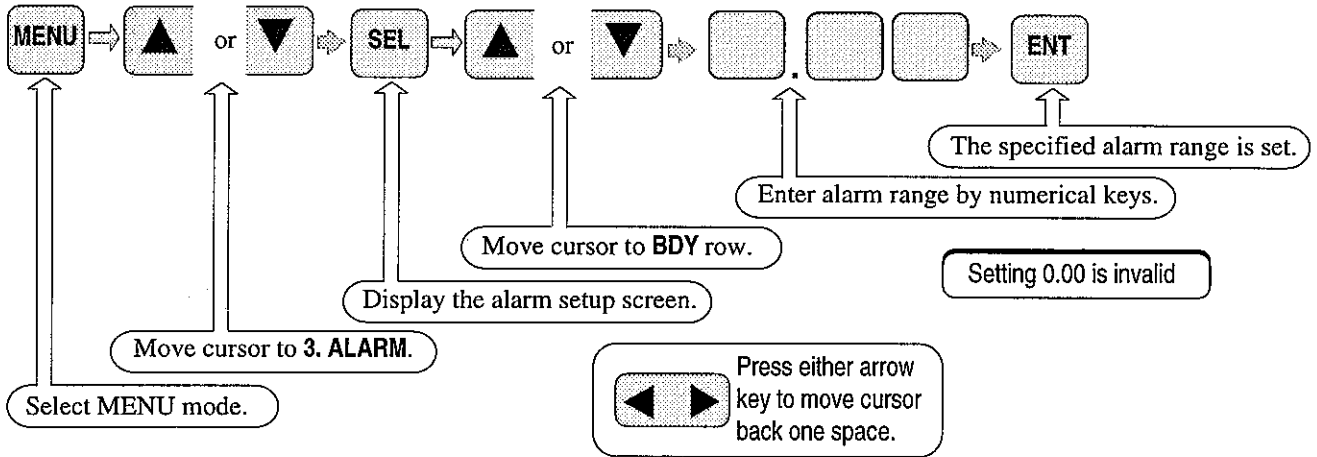 MENU or SEL or . ENT
The specified alarm range is set.
Enter alarm range by numerical keys.
Move cursor to BDY row.
Setting 0.00 is invalid
Display the alarm setup screen.
Move cursor to 3. ALARM.
Press either arrow
key to move cursor
back one space.
Select MENU mode.